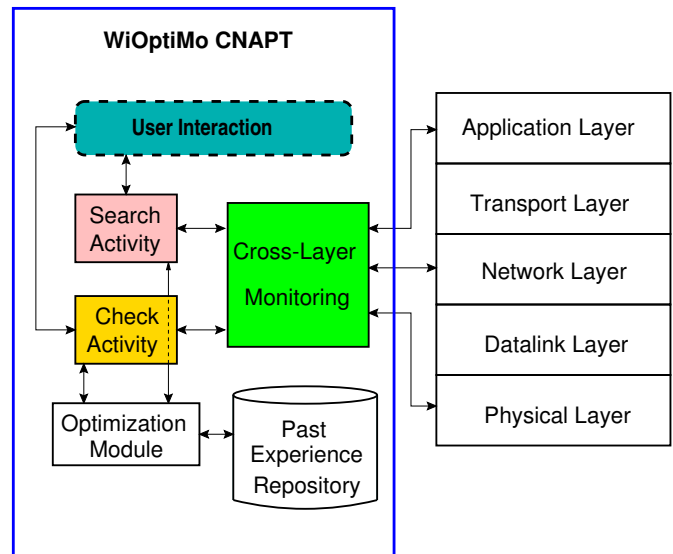 WiOptiMo CNAPT
User Interaction
Search
Activity
Check
Activity
Optimization
Module
Cross-Layer
Monitoring
Past
Experience
Repository
Application Layer
Transport Layer
Network Layer
Datalink Layer
Physical Layer